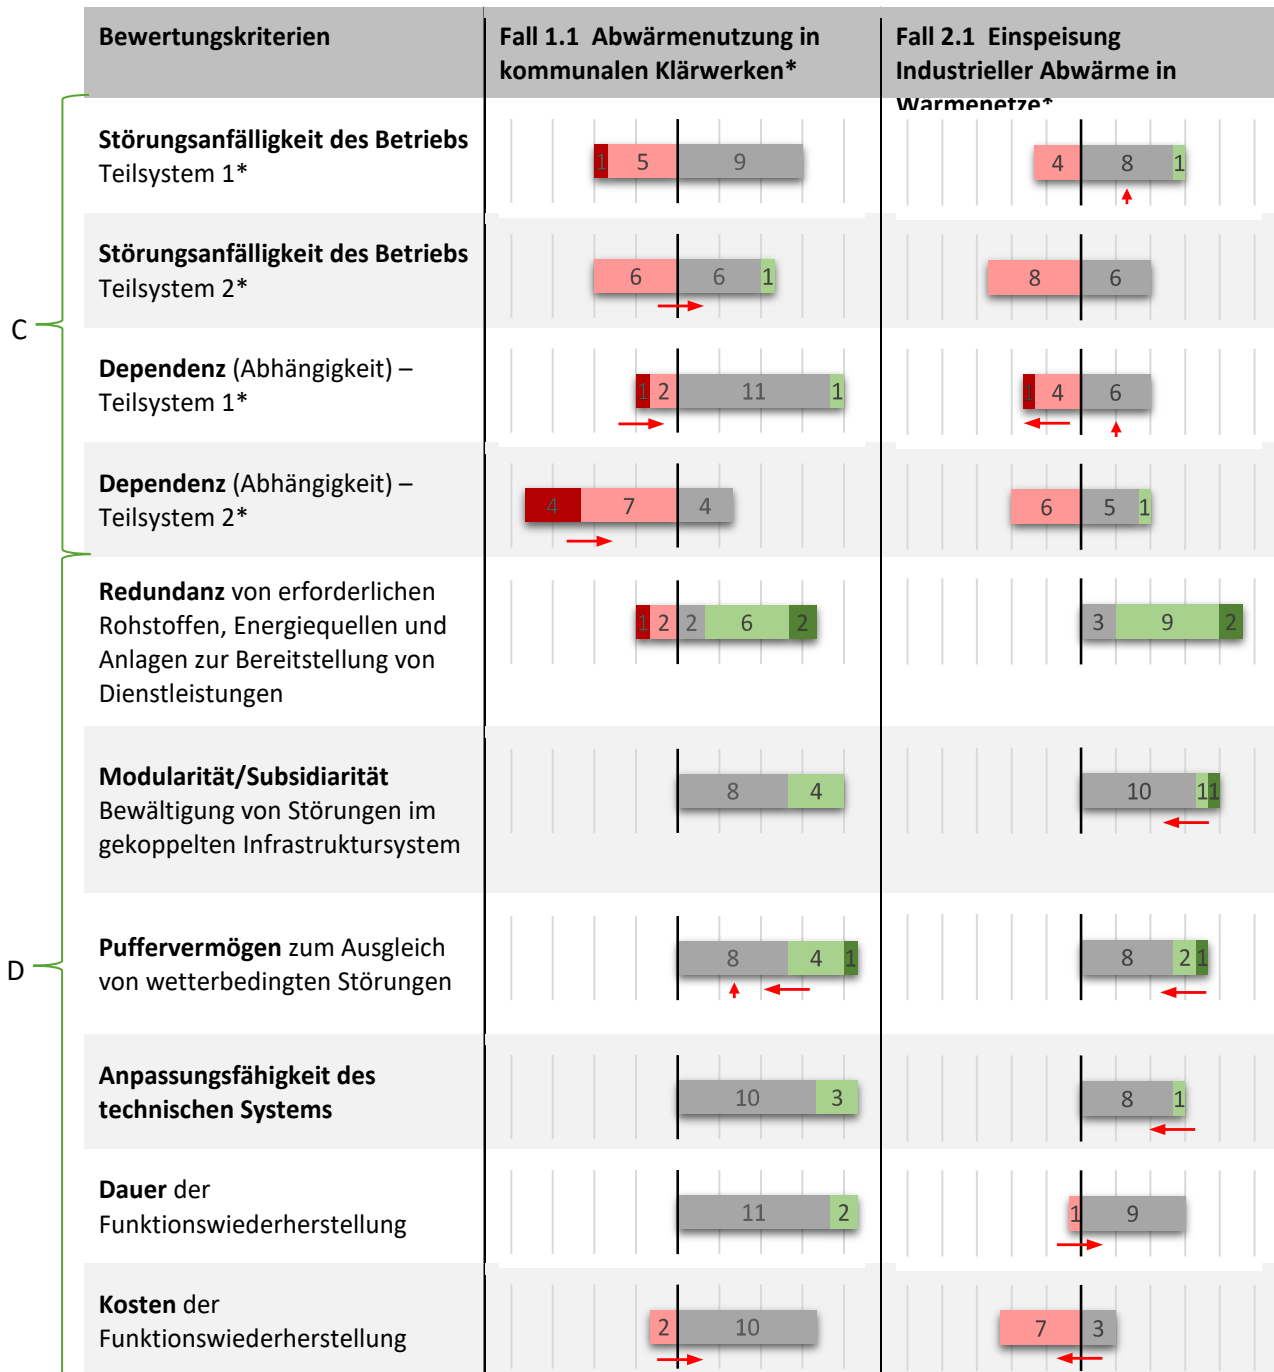 Bewertungskriterien
Fall 1.1 Abwärmenutzung in
kommunalen Klärwerken*
Fall 2.1 Einspeisung
Industrieller Abwärme in
Wärmenetze*
C
Störungsanfälligkeit des Betriebs
Teilsystem 1*
1 5 9
4 8 1
Störungsanfälligkeit des Betriebs
Teilsystem 2*
6 6 1
8 6
Dependenz (Abhängigkeit) –
Teilsystem 1*
1 2 11 1
1 4 6
Dependenz (Abhängigkeit) –
Teilsystem 2*
4 7 4
6 5 1
D
Redundanz von erforderlichen
Rohstoffen, Energiequellen und
Anlagen zur Bereitstellung von
Dienstleistungen
1 2 2 6 2
3 9 2
Modularität/Subsidiarität
Bewältigung von Störungen im
gekoppelten Infrastruktursystem
8 4
10 1 1
Puffervermögen zum Ausgleich
von wetterbedingten Störungen
8 4 1
8 2 1
Anpassungsfähigkeit des
technischen Systems
10 3
8 1
Dauer der
Funktionswiederherstellung
11 2
1 9
Kosten der
Funktionswiederherstellung
2 10
7 3